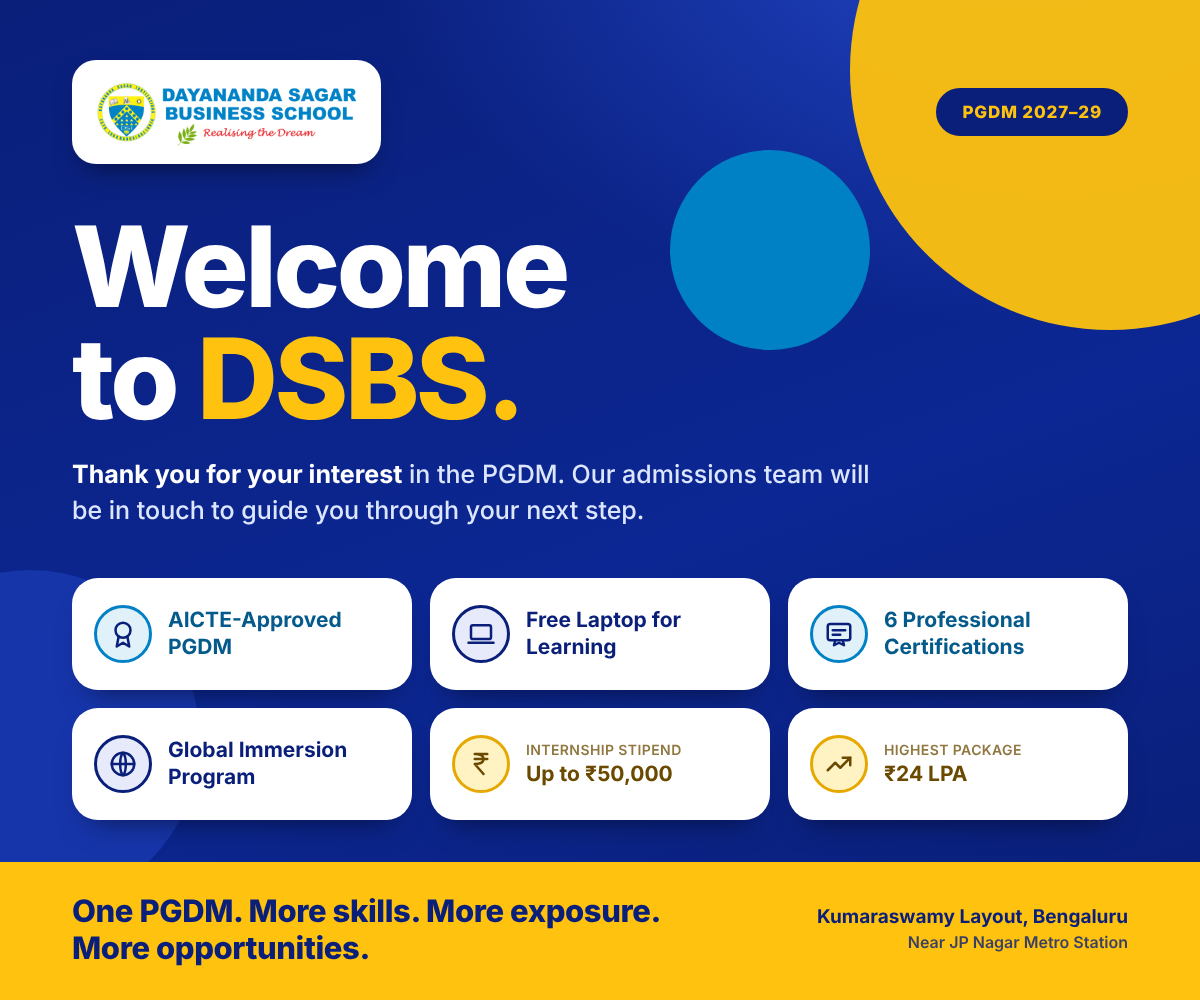 DAYANANDA SAGAR
BUSINESS SCHOOL
Realising the Dream
PGDM 2027–29
Welcome
to DSBS.
Thank you for your interest in the PGDM. Our admissions team will
be in touch to guide you through your next step.
AICTE-Approved
PGDM
Free Laptop for
Learning
6 Professional
Certifications
Global Immersion
Program
INTERNSHIP STIPEND
Up to ₹50,000
HIGHEST PACKAGE
₹24 LPA
One PGDM. More skills. More exposure.
More opportunities.
Kumaraswamy Layout, Bengaluru
Near JP Nagar Metro Station